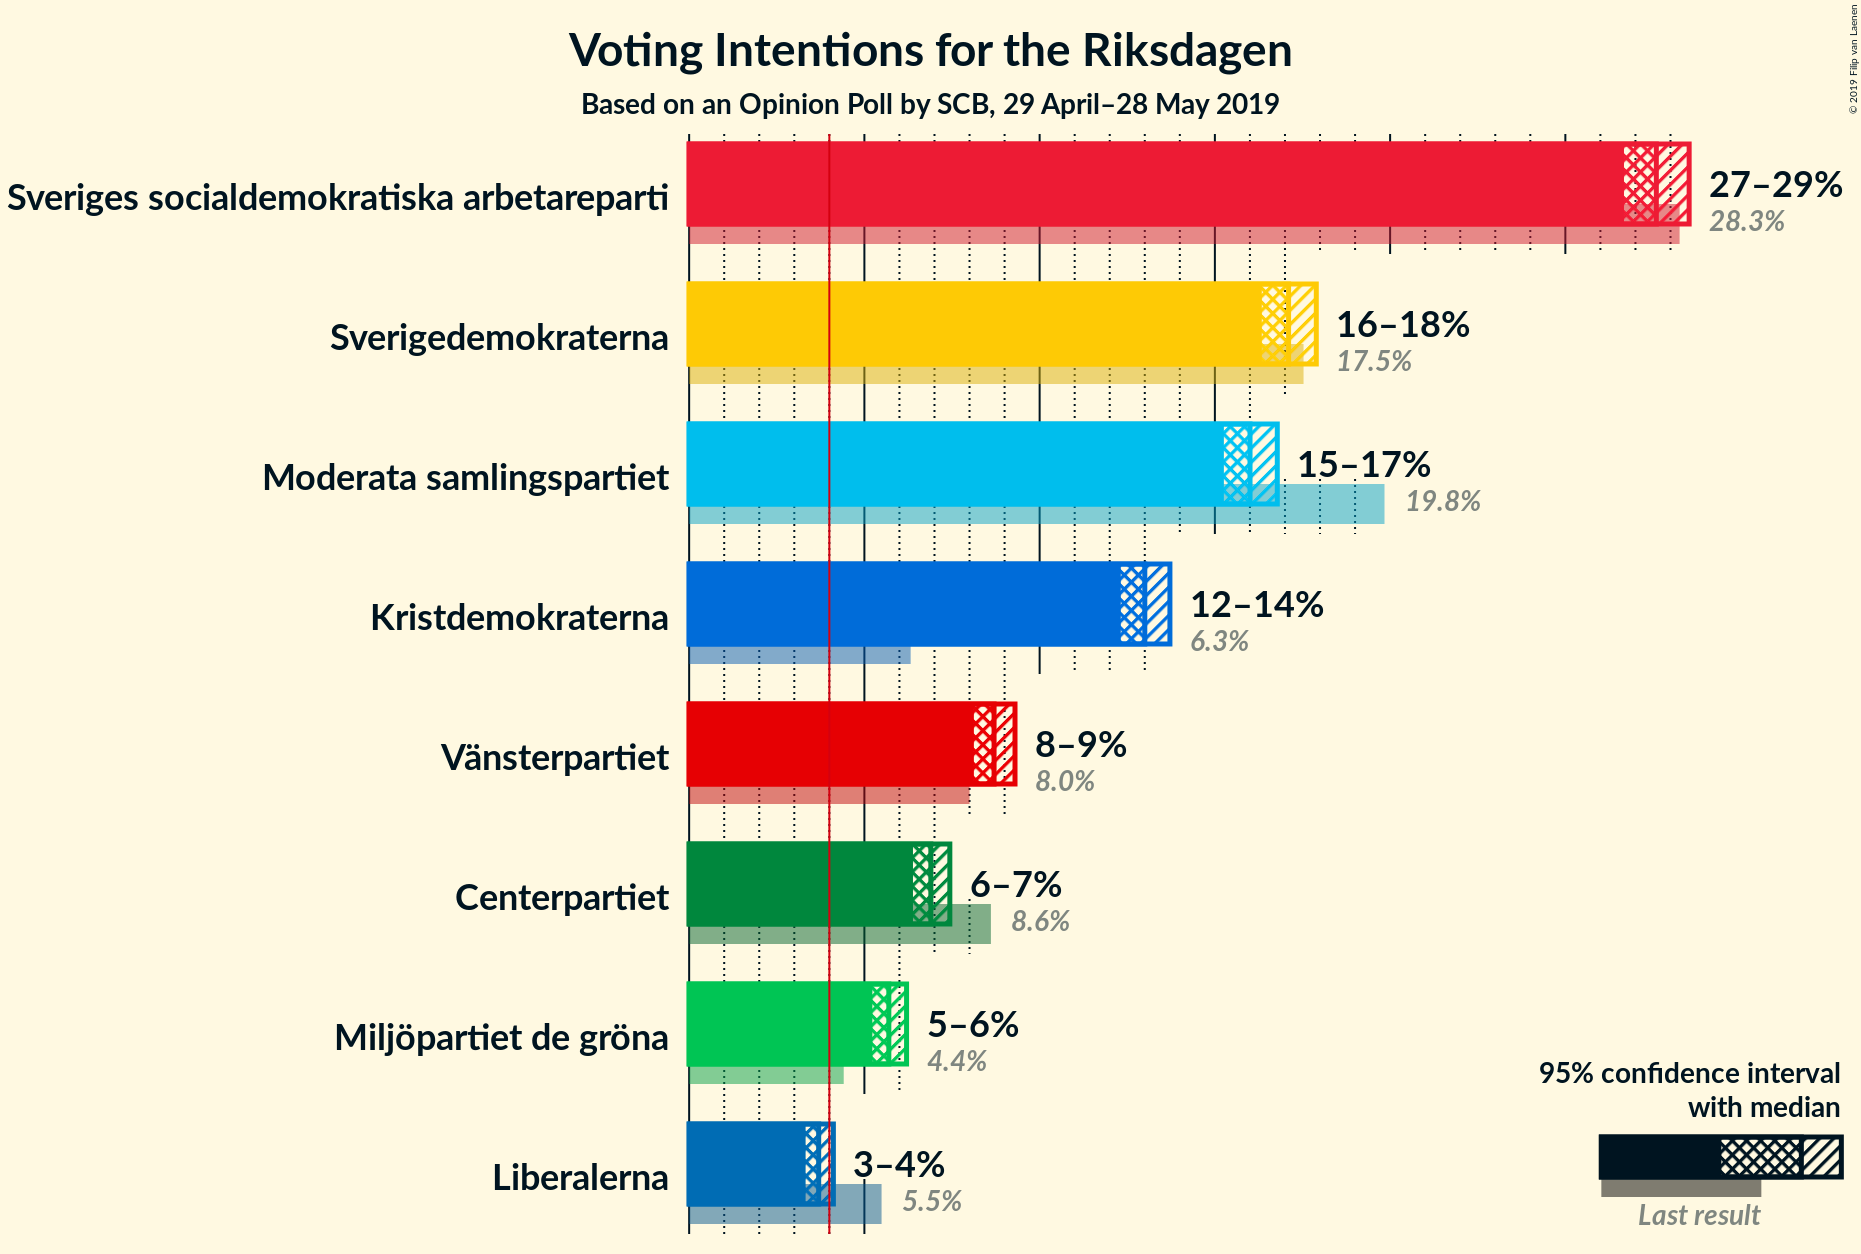 Voting Intentions for the Riksdagen
Based on an Opinion Poll by SCB, 29 April–28 May 2019
© 2019 Filip van Laenen
Sveriges socialdemokratiska arbetareparti
27–29%
28.3%
Sverigedemokraterna
16–18%
17.5%
Moderata samlingspartiet
15–17%
19.8%
Kristdemokraterna
12–14%
6.3%
Vänsterpartiet
8–9%
8.0%
Centerpartiet
6–7%
8.6%
Miljöpartiet de gröna
5–6%
4.4%
Liberalerna
3–4%
5.5%
95% confidence interval
with median
Last result